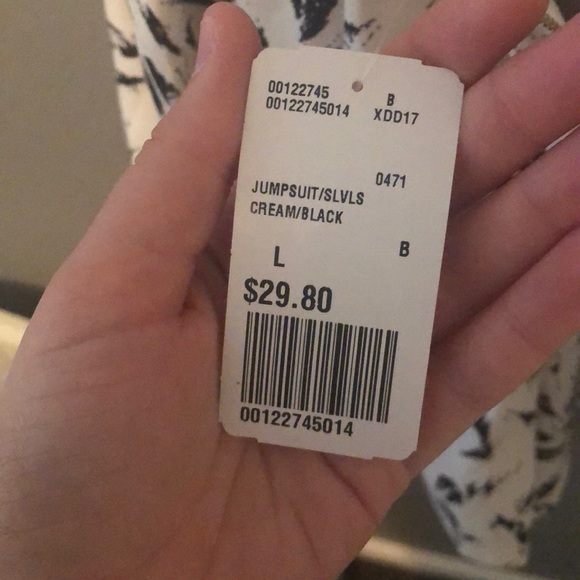 00122745 B
00122745014 XDD17
0471
JUMPSUIT/SLVLS
CREAM/BLACK
B
L
$29.80
00122745014